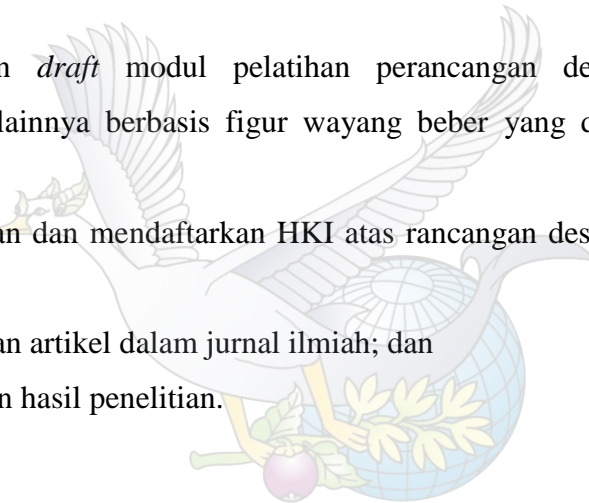 n draft modul pelatihan perancangan de
lainnya berbasis figur wayang beber yang d
an dan mendaftarkan HKI atas rancangan des
an artikel dalam jurnal ilmiah; dan
n hasil penelitian.